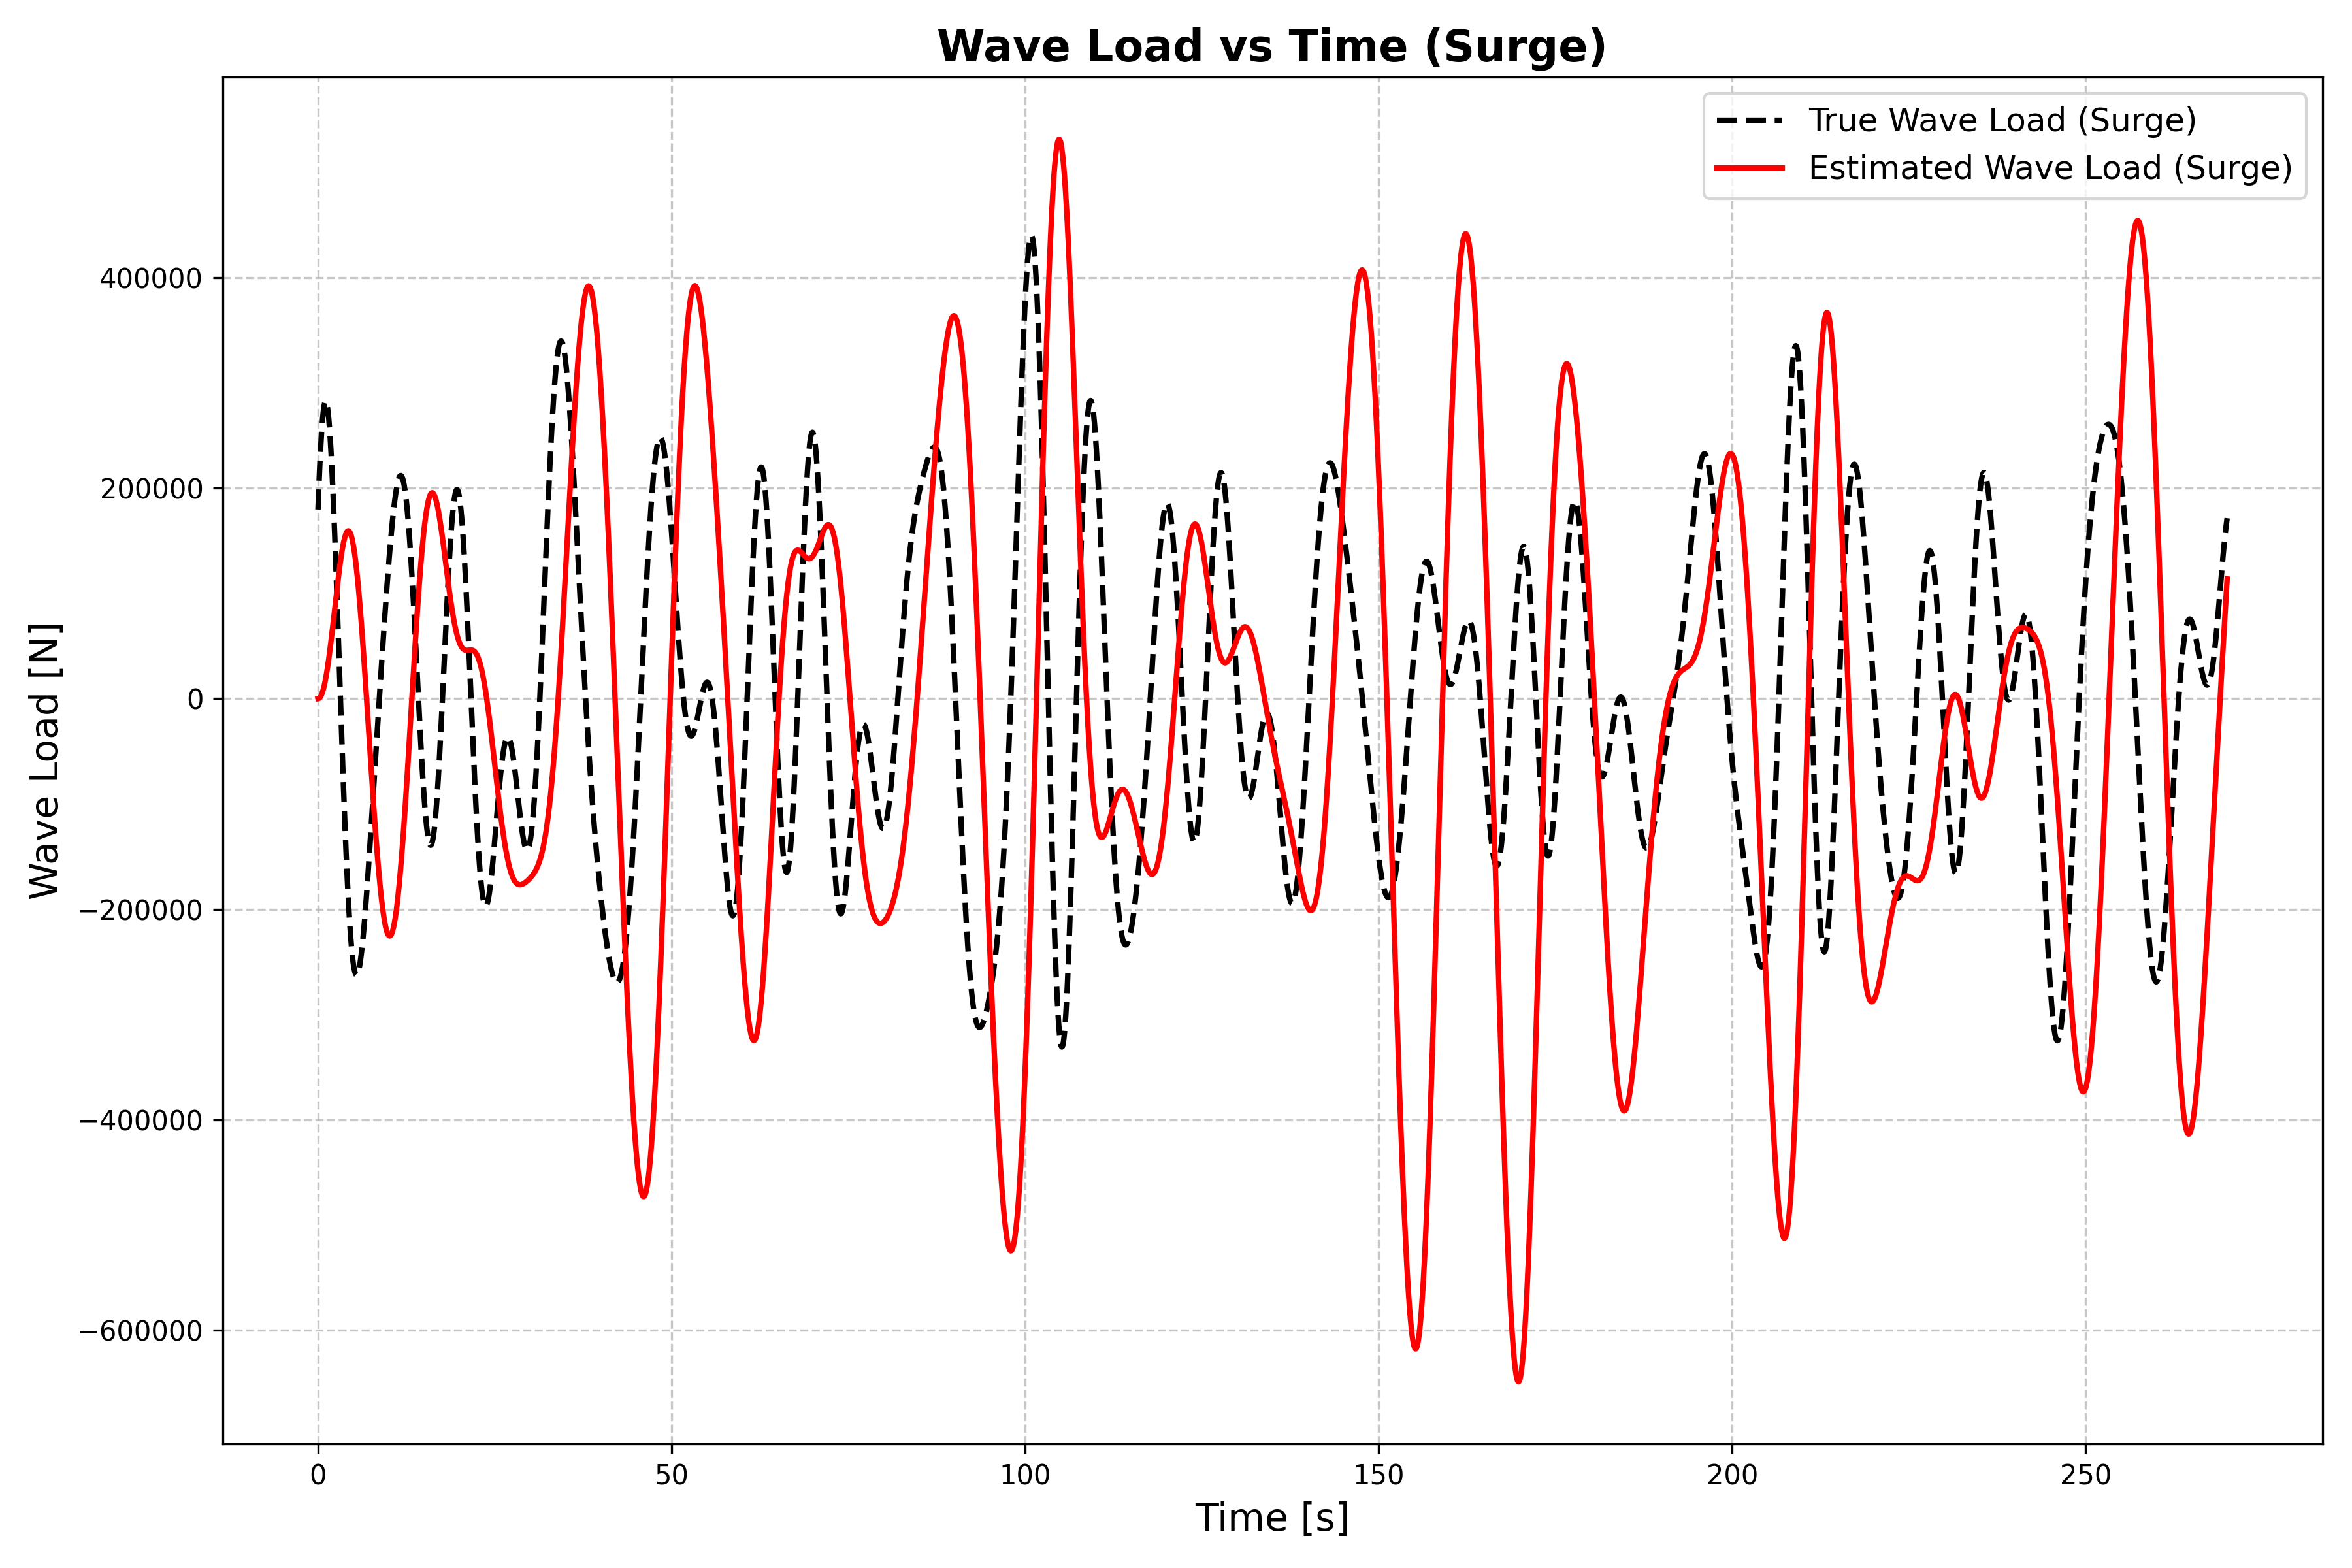 Wave Load vs Time (Surge)
True Wave Load (Surge)
Estimated Wave Load (Surge)
Wave Load [N]
400000
200000
0
−200000
−400000
−600000
0 50 100 150 200 250
Time [s]